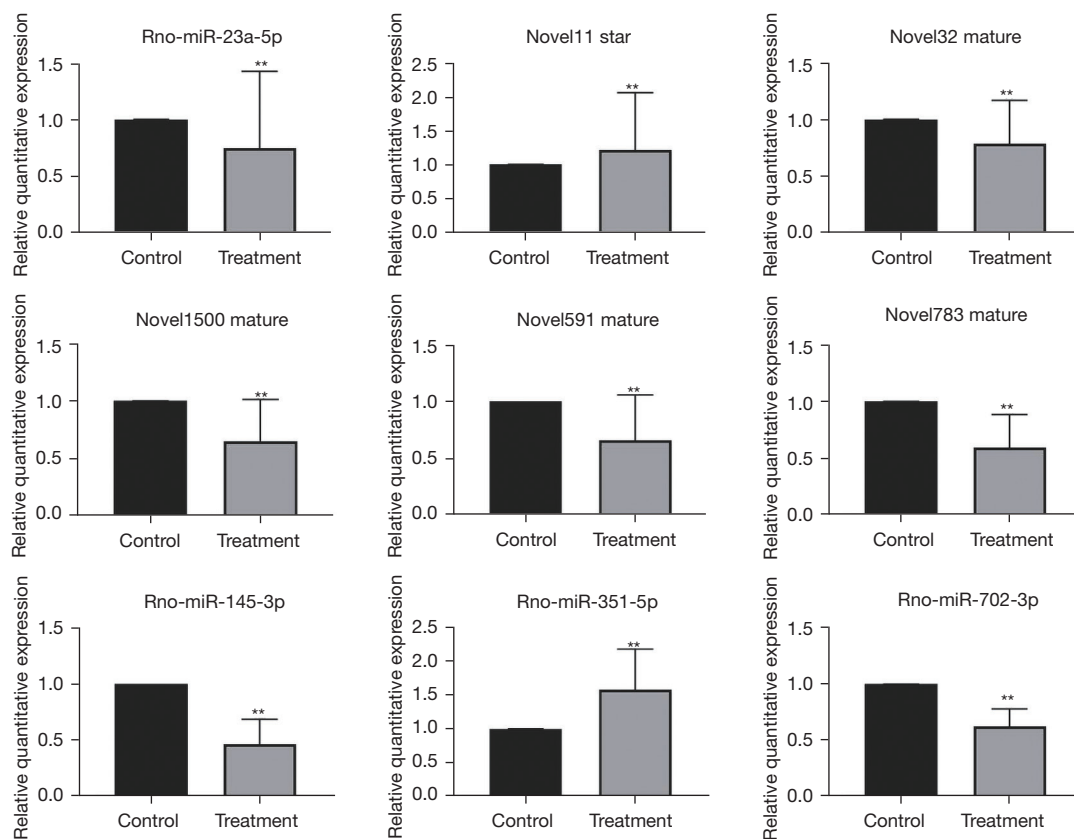 Rno-miR-23a-5p
Relative quantitative expression
1.5
1.0
0.5
0.0
**
Control Treatment
Novel11 star
Relative quantitative expression
2.5
2.0
1.5
1.0
0.5
0.0
**
Control Treatment
Novel32 mature
Relative quantitative expression
1.5
1.0
0.5
0.0
**
Control Treatment
Novel1500 mature
Relative quantitative expression
1.5
1.0
0.5
0.0
**
Control Treatment
Novel591 mature
Relative quantitative expression
1.5
1.0
0.5
0.0
**
Control Treatment
Novel783 mature
Relative quantitative expression
1.5
1.0
0.5
0.0
**
Control Treatment
Rno-miR-145-3p
Relative quantitative expression
1.5
1.0
0.5
0.0
**
Control Treatment
Rno-miR-351-5p
Relative quantitative expression
2.5
2.0
1.5
1.0
0.5
0.0
**
Control Treatment
Rno-miR-702-3p
Relative quantitative expression
1.5
1.0
0.5
0.0
**
Control Treatment